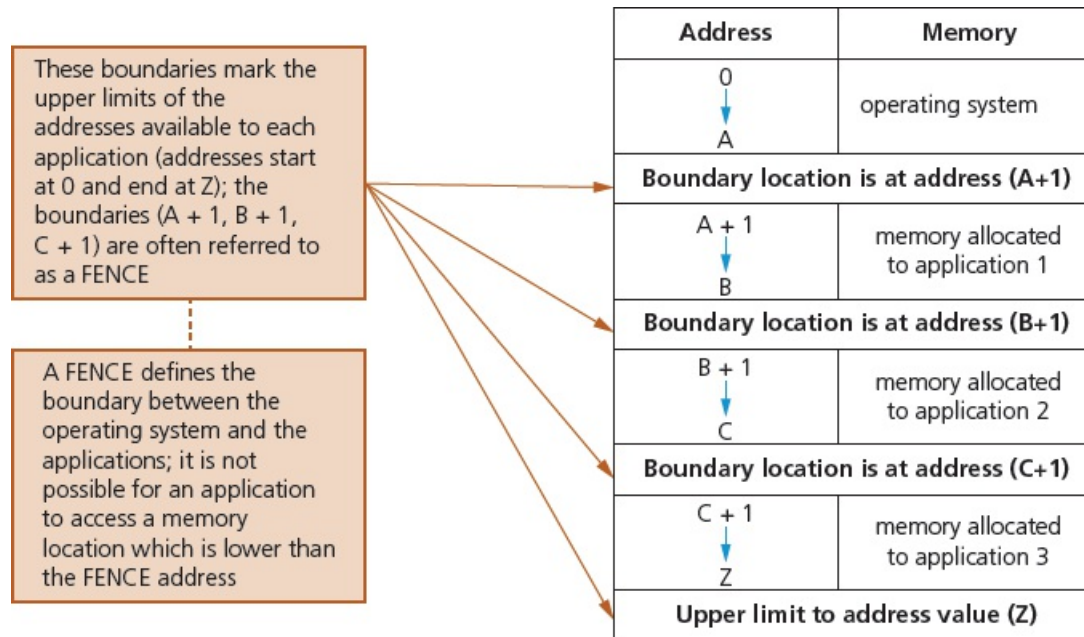 These boundaries mark the
upper limits of the
addresses available to each
application (addresses start
at 0 and end at Z); the
boundaries (A + 1, B + 1,
C + 1) are often referred to
as a FENCE
A FENCE defines the
boundary between the
operating system and the
applications; it is not
possible for an application
to access a memory
location which is lower than
the FENCE address
Address Memory
0
operating system
A
Boundary location is at address (A+1)
A + 1
memory allocated
to application 1
B
Boundary location is at address (B+1)
B + 1
memory allocated
to application 2
C
Boundary location is at address (C+1)
C + 1
memory allocated
to application 3
Z
Upper limit to address value (Z)